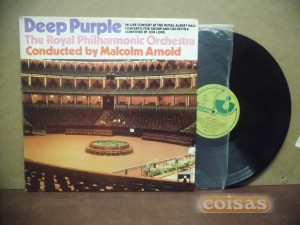 Deep Purple
IN LIVE CONCERT AT THE ROYAL ALBERT HALL
CONCERTO FOR GROUP AND ORCHESTRA
COMPOSED BY JON LORD
The Royal Philharmonic Orchestra
Conducted by Malcolm Arnold
coisas